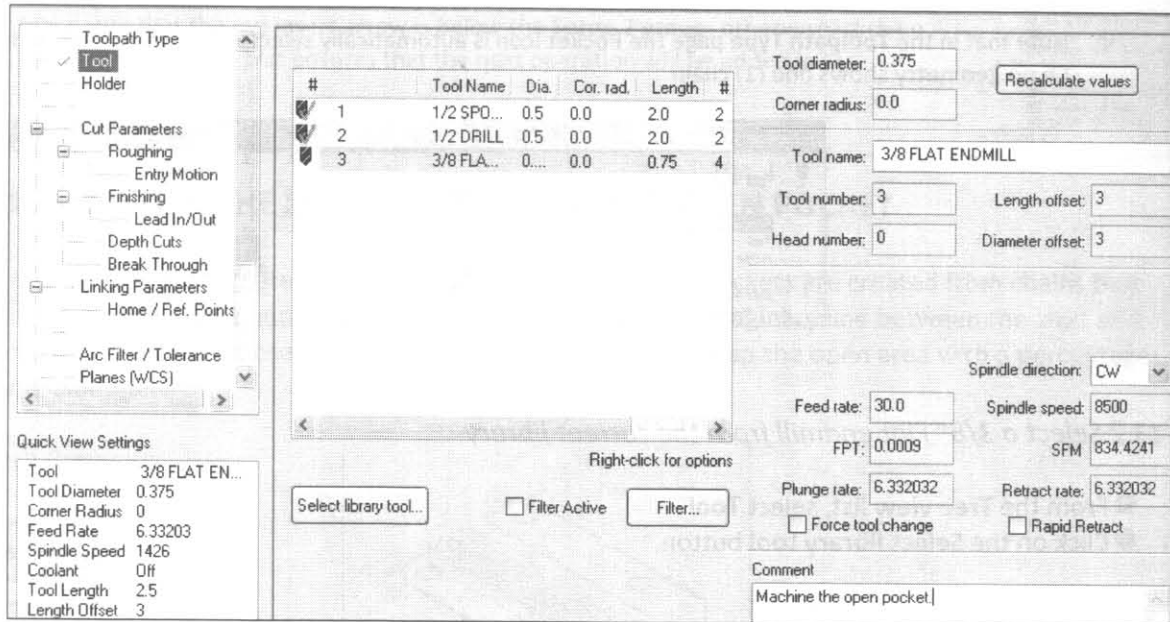 Toolpath Type
Tool
Holder
Cut Parameters
Roughing
Entry Motion
Finishing
Lead In/Out
Depth Cuts
Break Through
Linking Parameters
Home / Ref. Points
Arc Filter / Tolerance
Planes (WCS)
Quick View Settings
Tool 3/8 FLAT EN...
Tool Diameter 0.375
Corner Radius 0
Feed Rate 6.33203
Spindle Speed 1426
Coolant Off
Tool Length 2.5
Length Offset 3
# Tool Name Dia. Cor. rad. Length #
1 1/2 SPO... 0.5 0.0 2.0 2
2 1/2 DRILL 0.5 0.0 2.0 2
3 3/8 FLA... 0.... 0.0 0.75 4
Right-click for options
Select library tool...
Filter Active
Filter...
Tool diameter: 0.375
Recalculate values
Corner radius: 0.0
Tool name: 3/8 FLAT ENDMILL
Tool number: 3 Length offset: 3
Head number: 0 Diameter offset: 3
Spindle direction: CW
Feed rate: 30.0 Spindle speed: 8500
FPT: 0.0009 SFM 834.4241
Plunge rate: 6.332032 Retract rate: 6.332032
Force tool change Rapid Retract
Comment
Machine the open pocket.